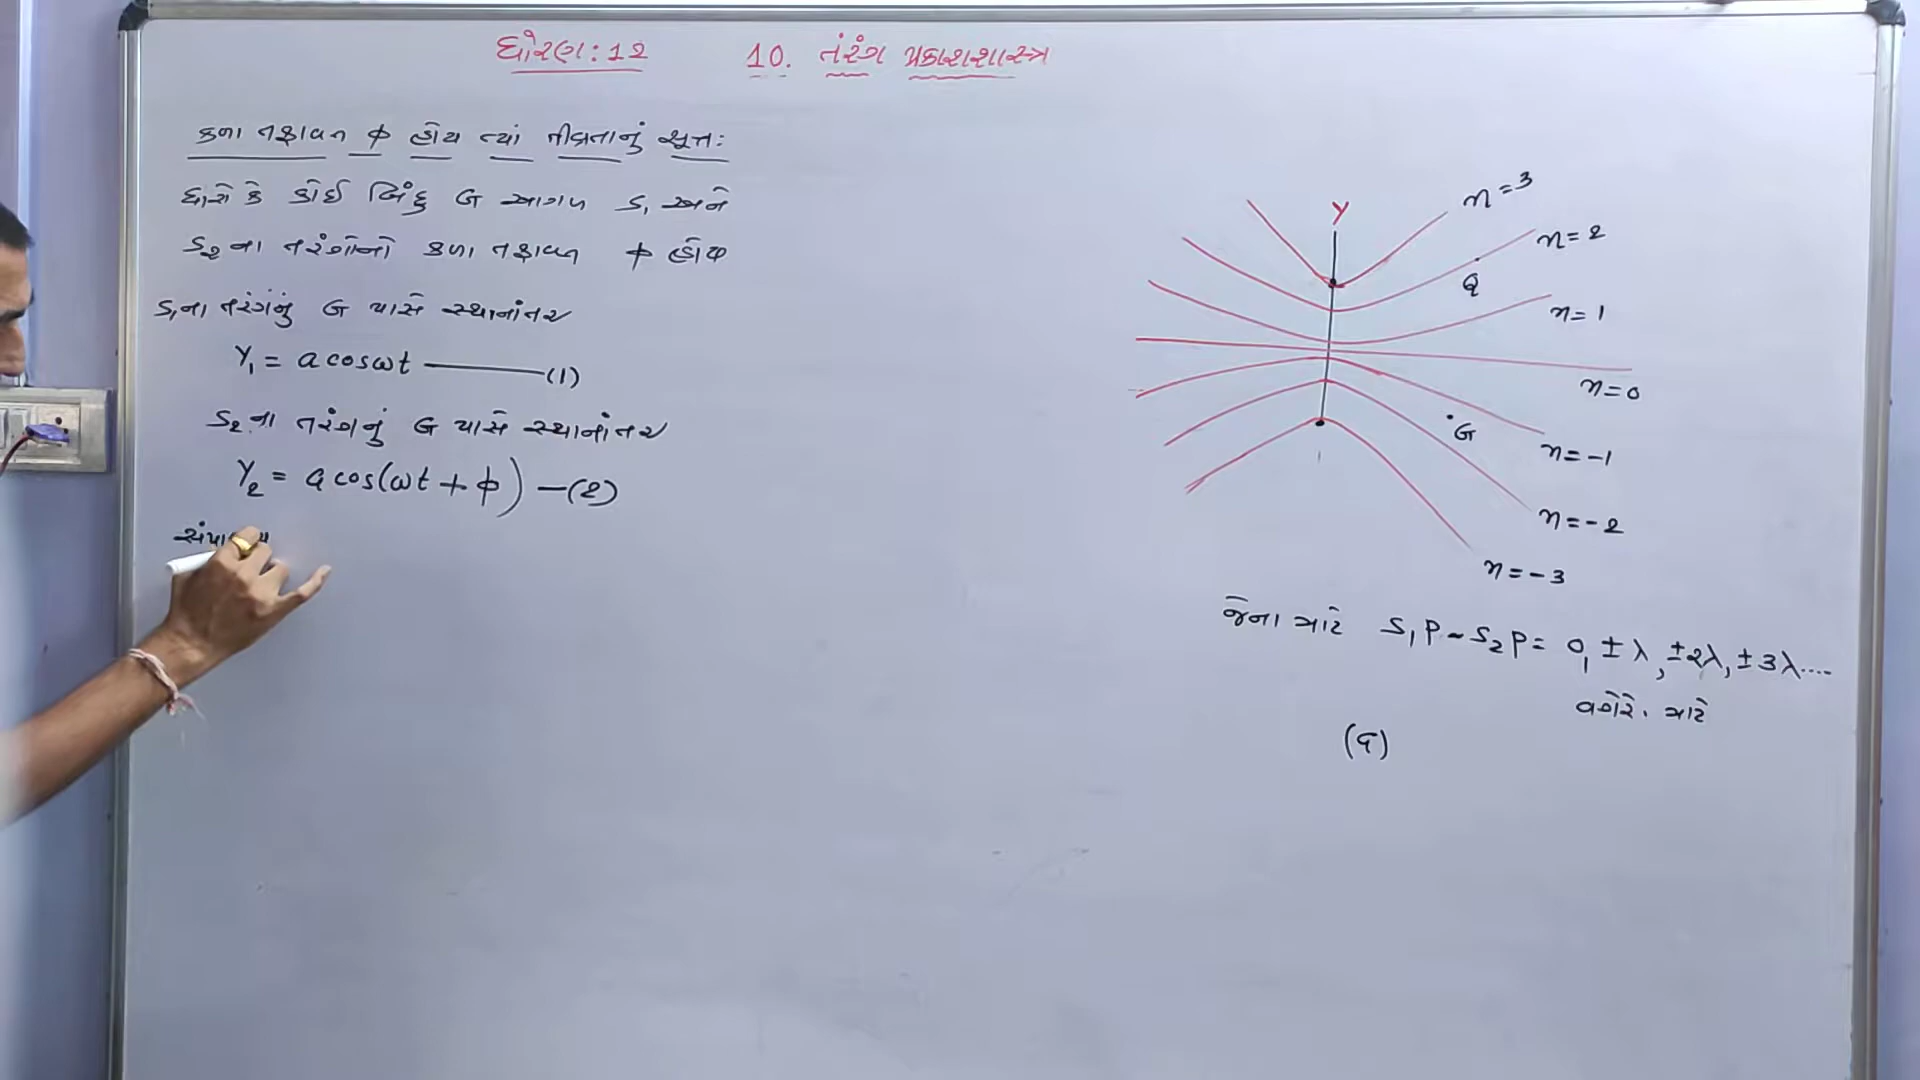 ધોરણ: 12 10. તરંગ પ્રકાશશાસ્ત્ર
કળા તફાવત φ હોય ત્યાં તીવ્રતાનું સૂત્ર:
ધારો કે કોઈ બિંદુ G આગળ S₁ અને
S₂ ના તરંગોનો કળા તફાવત φ હોય
S₁ના તરંગનું G પાસે સ્થાનાંતર
Y₁ = a cosωt —— (1)
S₂ ના તરંગનું G પાસે સ્થાનાંતર
Y₂ = a cos(ωt + φ) — (2)
Y
n = 3
n = 2
Q
n = 1
n = 0
G
n = -1
n = -2
n = -3
જેના માટે S₁P ~ S₂P = 0, ± λ, ± 2λ, ± 3λ ....
વગેરે. માટે
(બ)